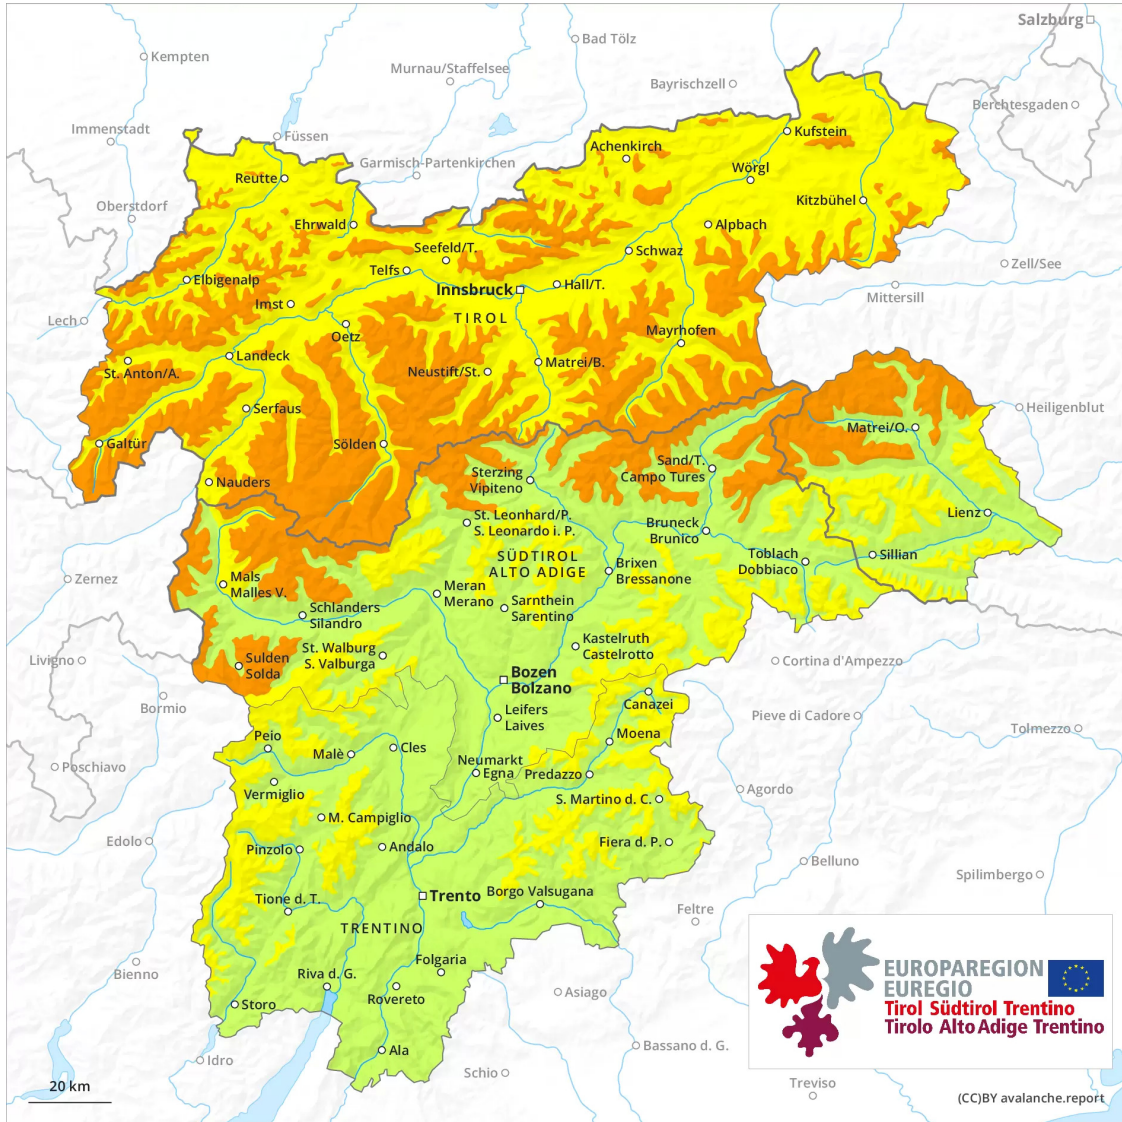 Salzburg
Bad Tölz
Kempten
Murnau/Staffelsee
Bayrischzell
Berchtesgaden
Immenstadt
Füssen
Kufstein
Achenkirch
Garmisch-Partenkirchen
Wörgl
Reutte
Oberstdorf
Kitzbühel
Ehrwald
Alpbach
Seefeld/T.
Schwaz
Telfs
Zell/See
Elbigenalp
Innsbruck
Hall/T.
Mittersill
Imst
TIROL
Lech
Oetz
Mayrhofen
Landeck
St. Anton/A.
Neustift/St.
Matrei/B.
Serfaus
Heiligenblut
Matrei/O.
Galtür
Sölden
Sand/T.
Campo Tures
Sterzing
Vipiteno
Nauders
St. Leonhard/P.
S. Leonardo i. P.
Lienz
Bruneck
Brunico
SÜDTIROL
ALTO ADIGE
Toblach
Dobbiaco
Sillian
Brixen
Bressanone
Zernez
Mals
Malles V.
Meran
Merano
Sarnthein
Sarentino
Schlanders
Silandro
Kastelruth
Castelrotto
St. Walburg
S. Valburga
Livigno
Sulden
Solda
Cortina d'Ampezzo
Bozen
Bolzano
Canazei
Bormio
Leifers
Laives
Pieve di Cadore
Tolmezzo
Moena
Peio
Malè
Cles
Neumarkt
Egna
Predazzo
Poschiavo
Vermiglio
Agordo
S. Martino d. C.
M. Campiglio
Edolo
Pinzolo
Andalo
Fiera d. P.
Belluno
Spilimbergo
Trento
Borgo Valsugana
Tione d. T.
Feltre
TRENTINO
Folgaria
Bienno
Riva d. G.
Rovereto
Asiago
Storo
EUROPAREGION
EUREGIO
Tirol Südtirol Trentino
Tirolo Alto Adige Trentino
Ala
Bassano d. G.
Idro
Schio
Treviso
20 km
(CC)BY avalanche.report